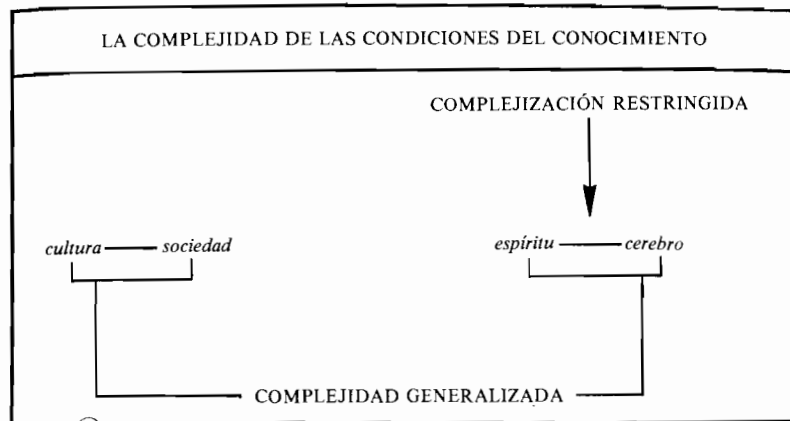 LA COMPLEJIDAD DE LAS CONDICIONES DEL CONOCIMIENTO
COMPLEJIZACIÓN RESTRINGIDA
cultura — sociedad
espíritu — cerebro
COMPLEJIDAD GENERALIZADA